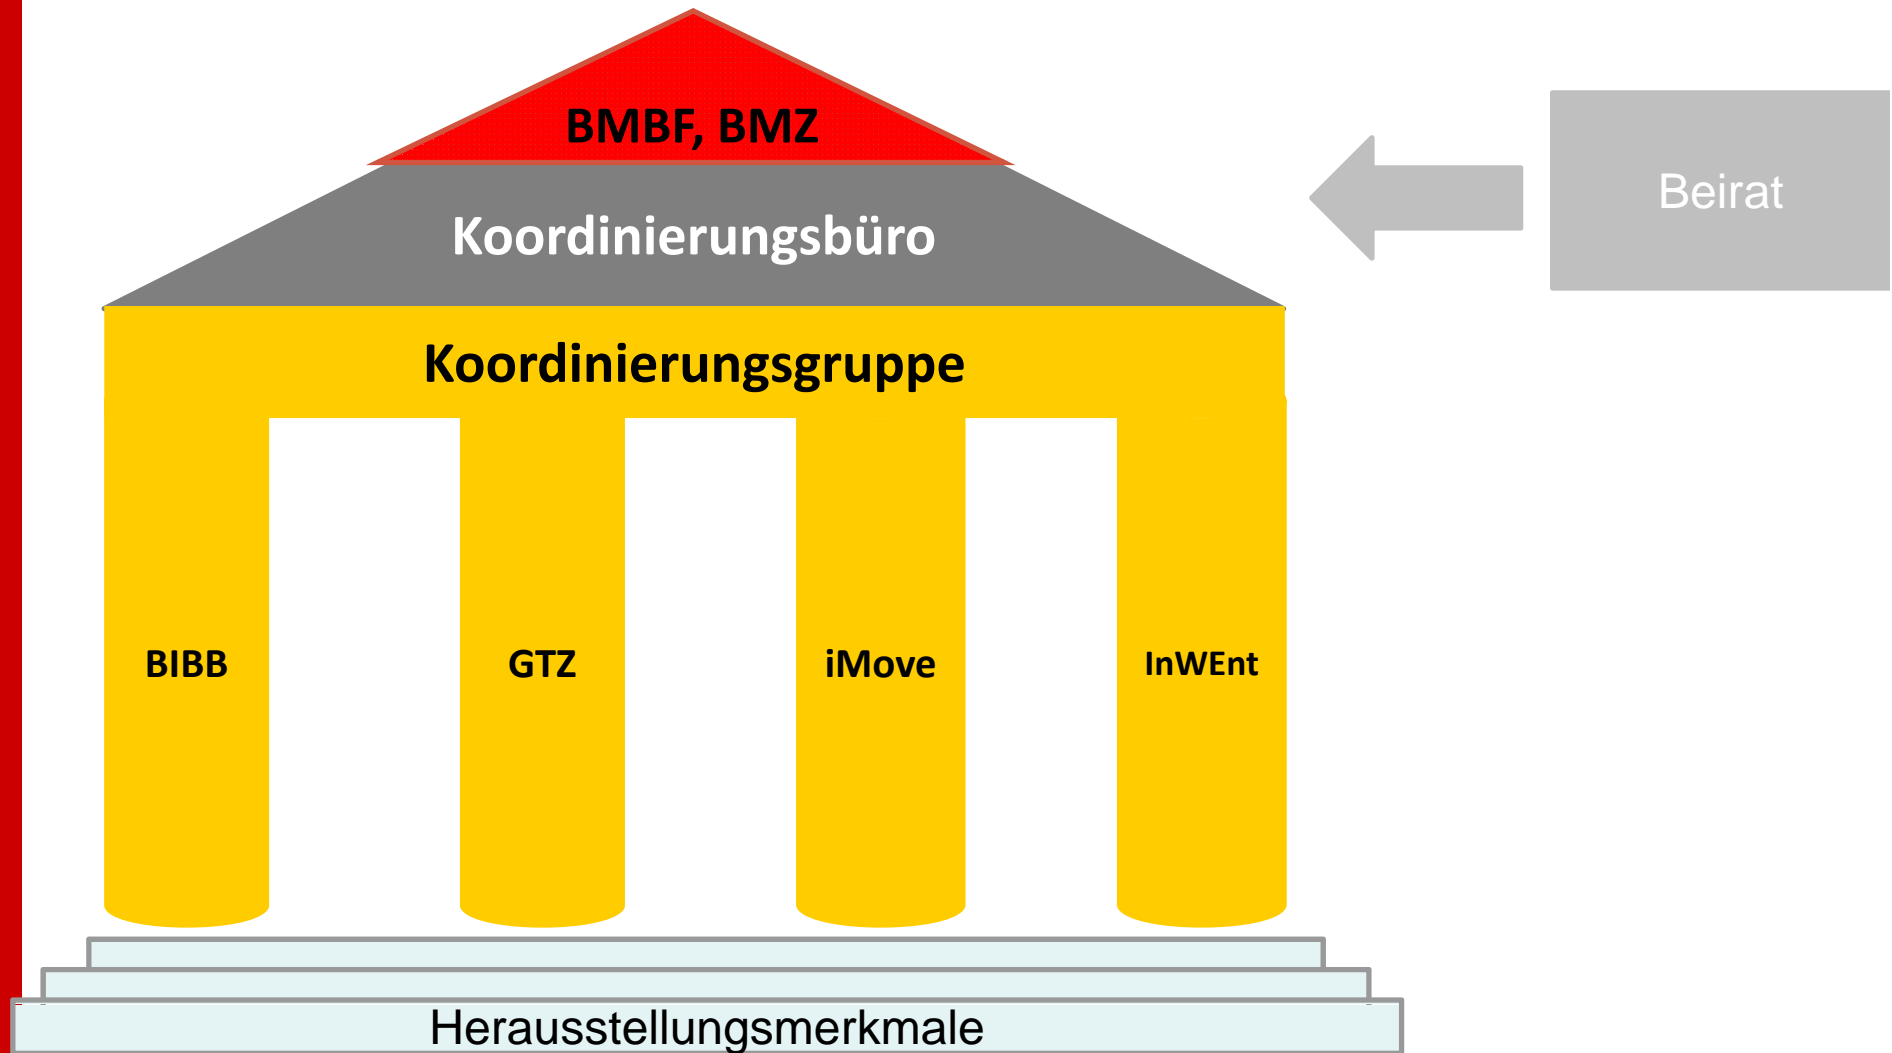 BMBF, BMZ
Beirat
Koordinierungsbüro
Koordinierungsgruppe
BIBB
GTZ
iMove
InWEnt
Herausstellungsmerkmale